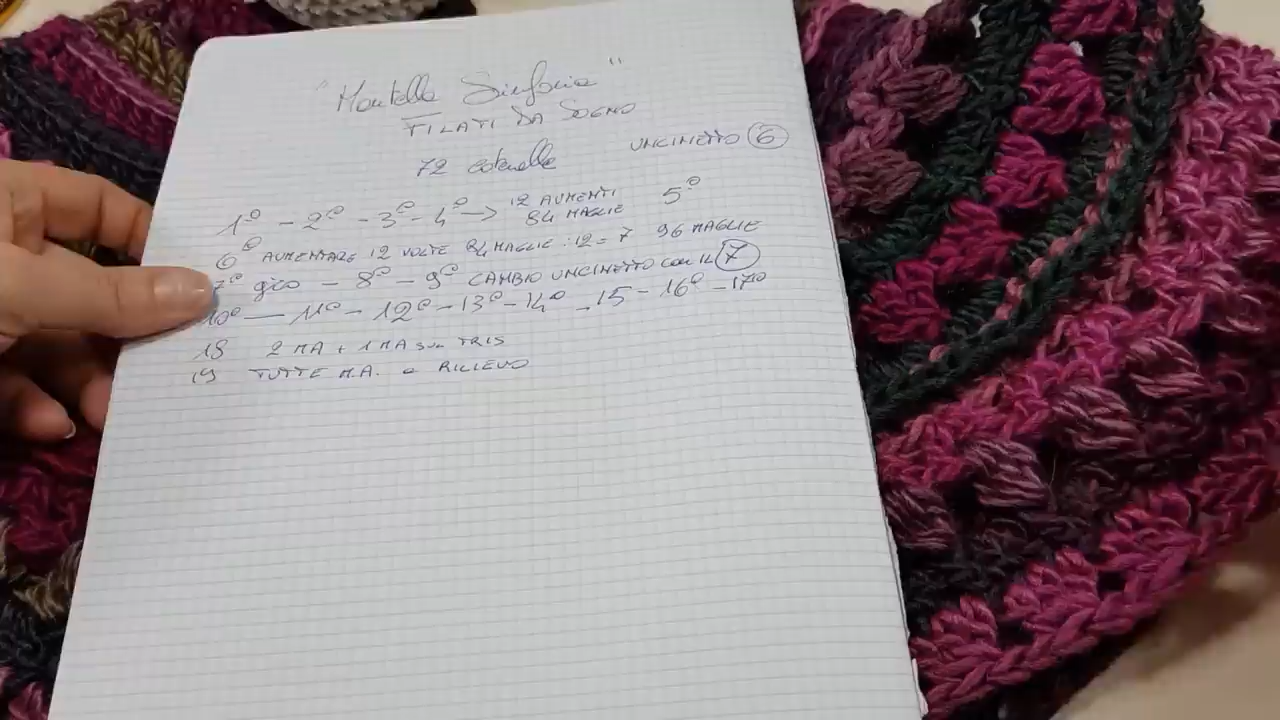 "Mantella Sinfonia"
FILATI DA SOGNO
72 catenelle UNCINETTO 6
1° - 2° - 3° - 4° → 12 AUMENTI 84 MAGLIE 5°
6° AUMENTARE 12 VOLTE 84 MAGLIE : 12 = 7 96 MAGLIE
7° giro - 8° - 9° CAMBIO UNCINETTO CON IL 7
10° — 11° - 12° - 13° - 14° - 15 - 16° - 17°
18 2 MA + 1 MA SU TRIS
19 TUTTE M.A. a RILIEVO